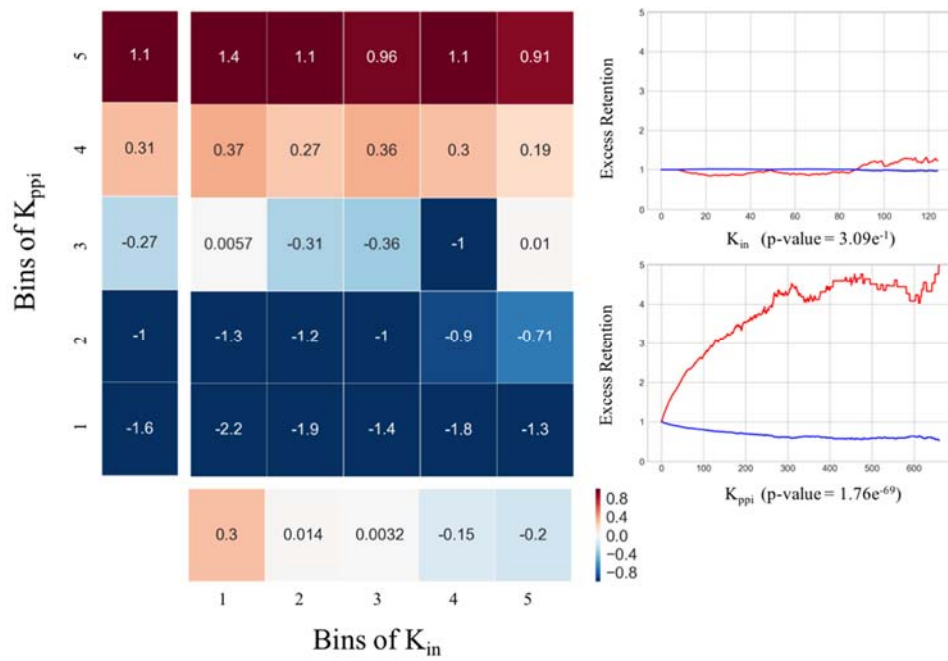 5 1.1 1.4 1.1 0.96 1.1 0.91
4 0.31 0.37 0.27 0.36 0.3 0.19
3 -0.27 0.0057 -0.31 -0.36 -1 0.01
2 -1 -1.3 -1.2 -1 -0.9 -0.71
1 -1.6 -2.2 -1.9 -1.4 -1.8 -1.3
Bins of Kppi
0.3 0.014 0.0032 -0.15 -0.2
1 2 3 4 5
Bins of Kin
0.8
0.4
0.0
−0.4
−0.8
Excess Retention
5
4
3
2
1
0
0 20 40 60 80 100 120
Kin (p-value = 3.09e-1)
Excess Retention
5
4
3
2
1
0
0 100 200 300 400 500 600
Kppi (p-value = 1.76e-69)